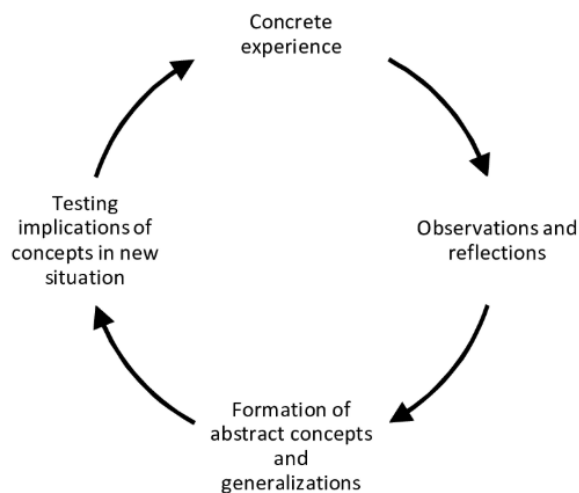 Concrete
experience
Observations and
reflections
Formation of
abstract concepts
and
generalizations
Testing
implications of
concepts in new
situation